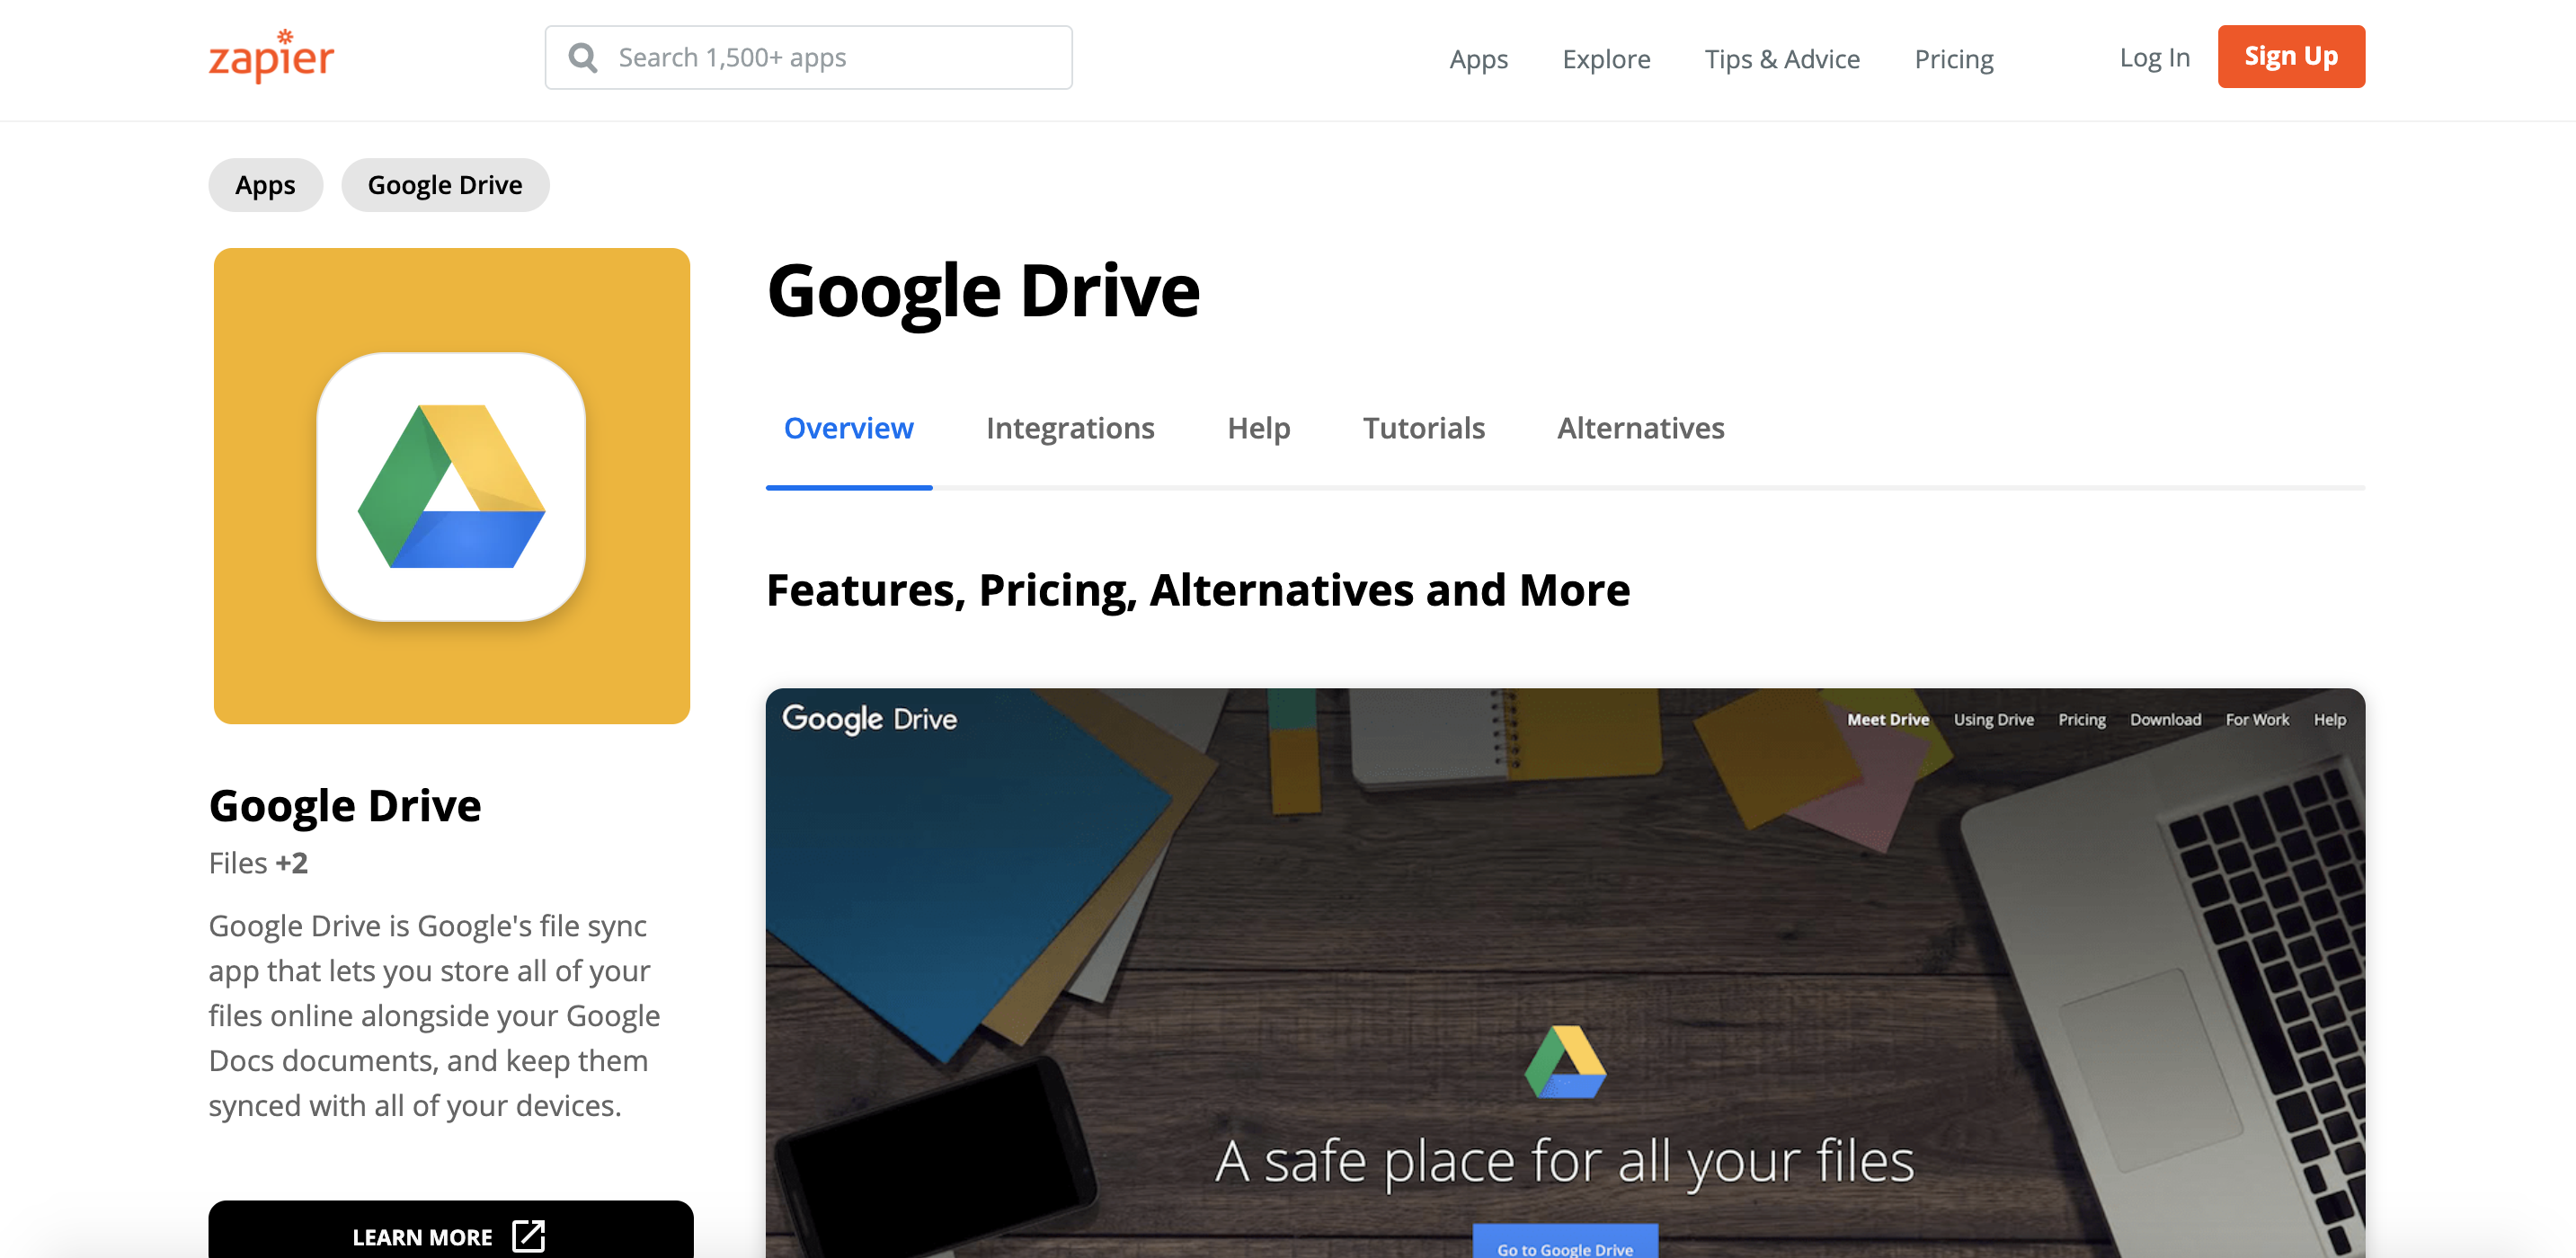 zapier
Search 1,500+ apps
Apps
Explore
Tips & Advice
Pricing
Log In
Sign Up
Apps
Google Drive
Google Drive
Overview
Integrations
Help
Tutorials
Alternatives
Features, Pricing, Alternatives and More
Google Drive
Meet Drive
Using Drive
Pricing
Download
For Work
Help
A safe place for all your files
Go to Google Drive
Google Drive
Files +2
Google Drive is Google's file sync
app that lets you store all of your
files online alongside your Google
Docs documents, and keep them
synced with all of your devices.
LEARN MORE